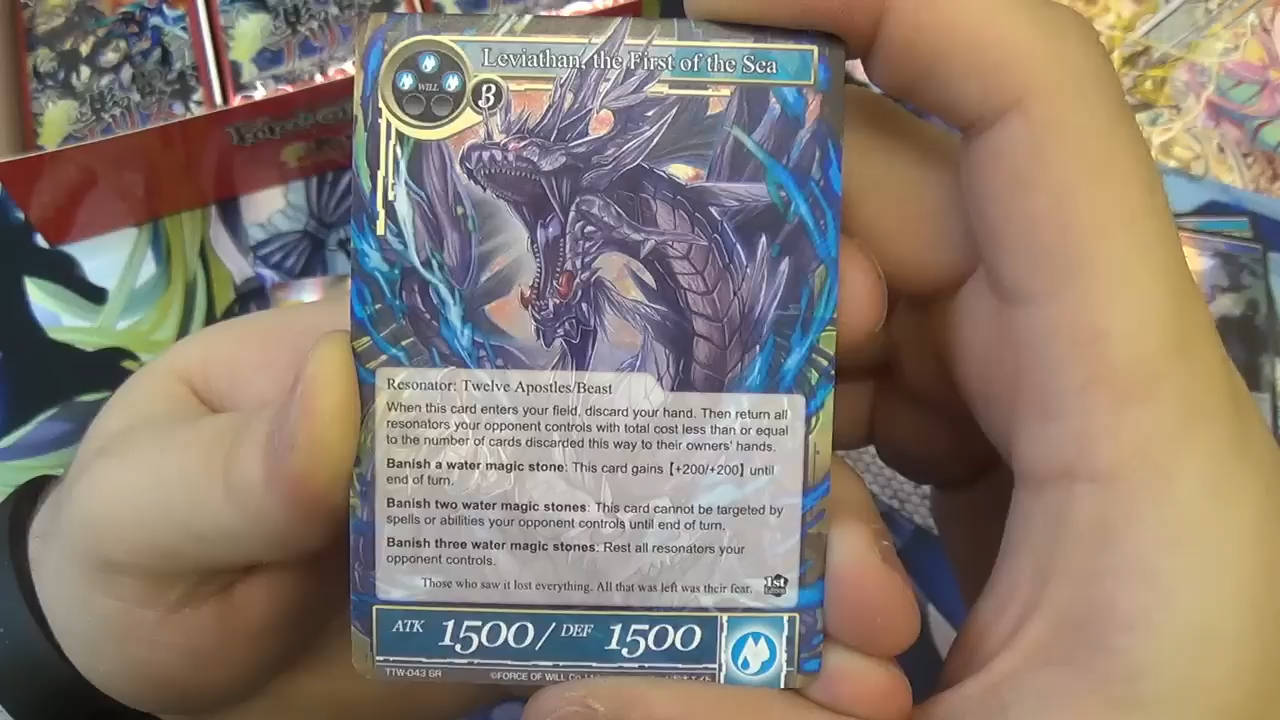 Leviathan, the First of the Sea
WILL
3
Resonator: Twelve Apostles/Beast
When this card enters your field, discard your hand. Then return all
resonators your opponent controls with total cost less than or equal
to the number of cards discarded this way to their owners' hands.
Banish a water magic stone: This card gains【+200/+200】until
end of turn.
Banish two water magic stones: This card cannot be targeted by
spells or abilities your opponent controls until end of turn.
Banish three water magic stones: Rest all resonators your
opponent controls.
Those who saw it lost everything. All that was left was their fear.
1st
Edition
ATK 1500/ DEF 1500
TTW-043 SR
©FORCE OF WILL Co.